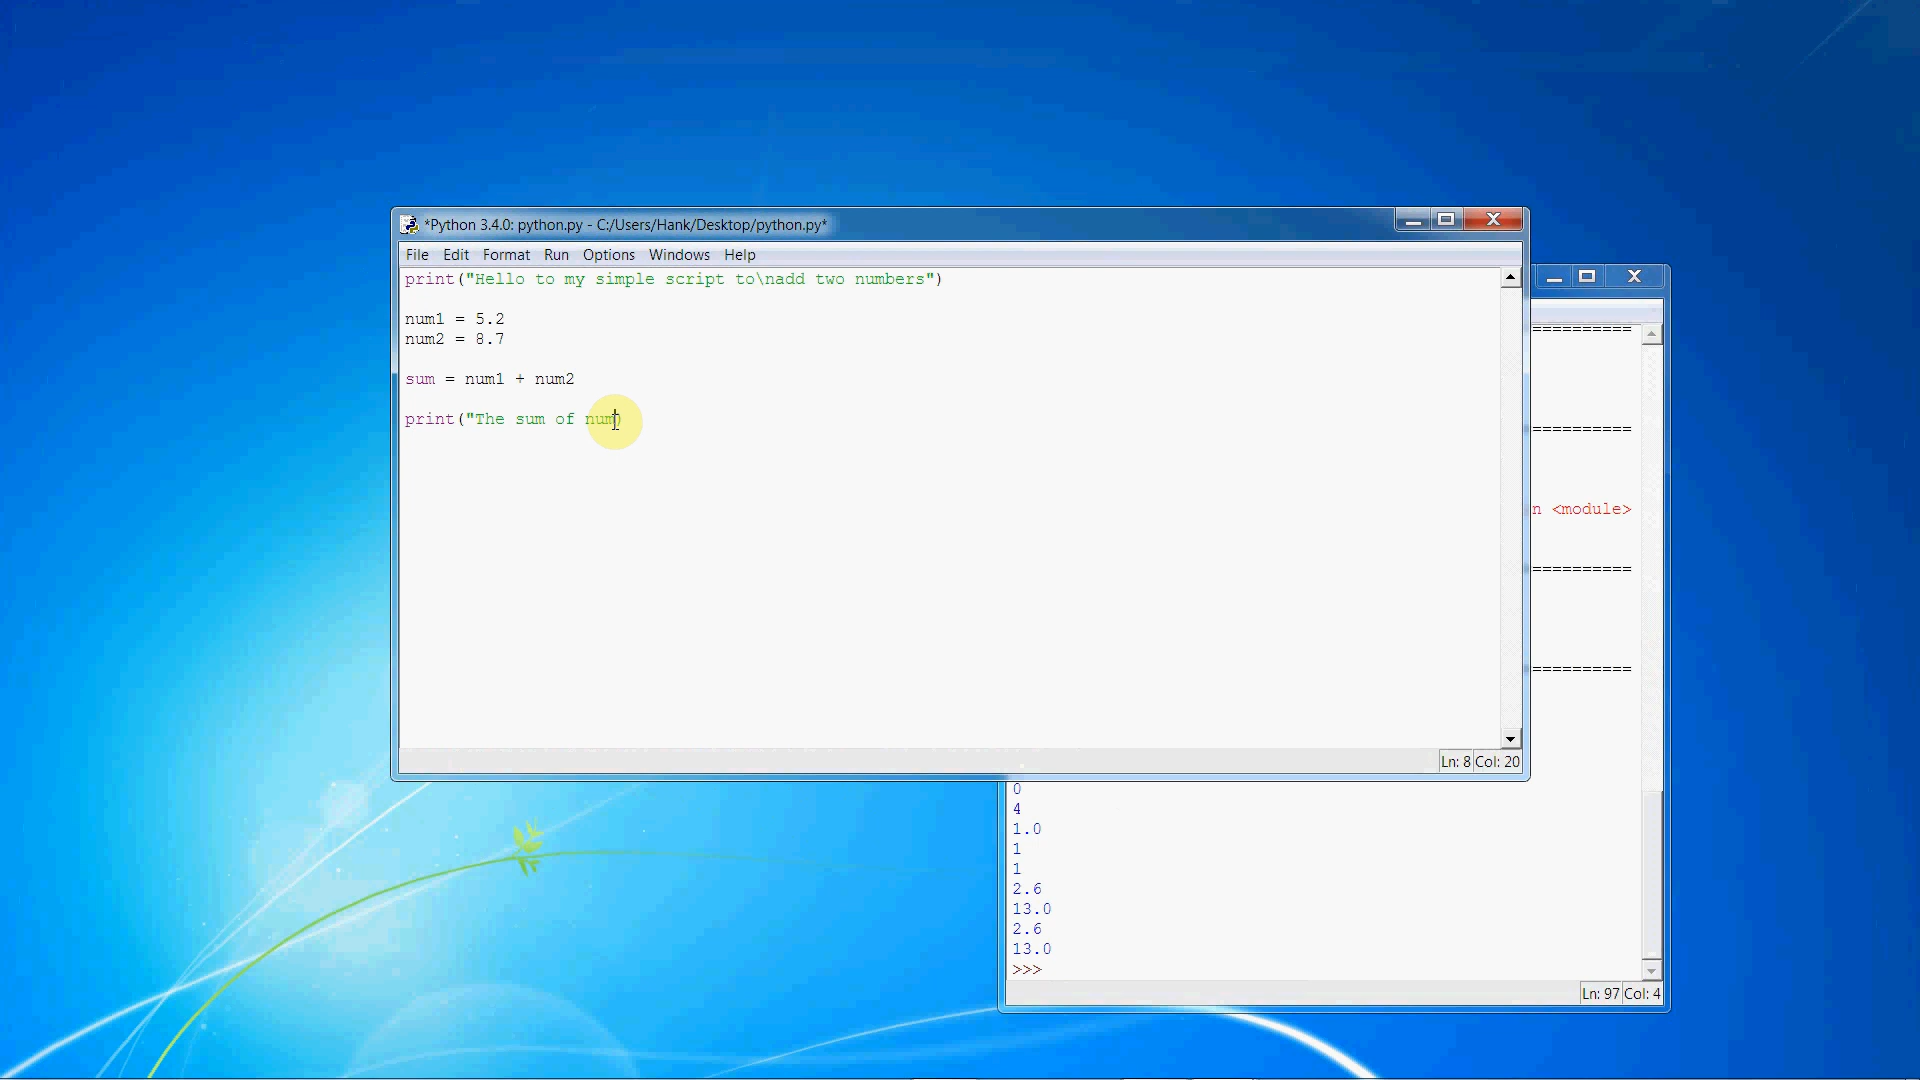 *Python 3.4.0: python.py - C:/Users/Hank/Desktop/python.py*
File Edit Format Run Options Windows Help
print("Hello to my simple script to\nadd two numbers")
num1 = 5.2
num2 = 8.7
sum = num1 + num2
print("The sum of num)
Ln: 8 Col: 20
==========
==========
n <module>
==========
==========
0
4
1.0
1
1
2.6
13.0
2.6
13.0
>>>
Ln: 97 Col: 4